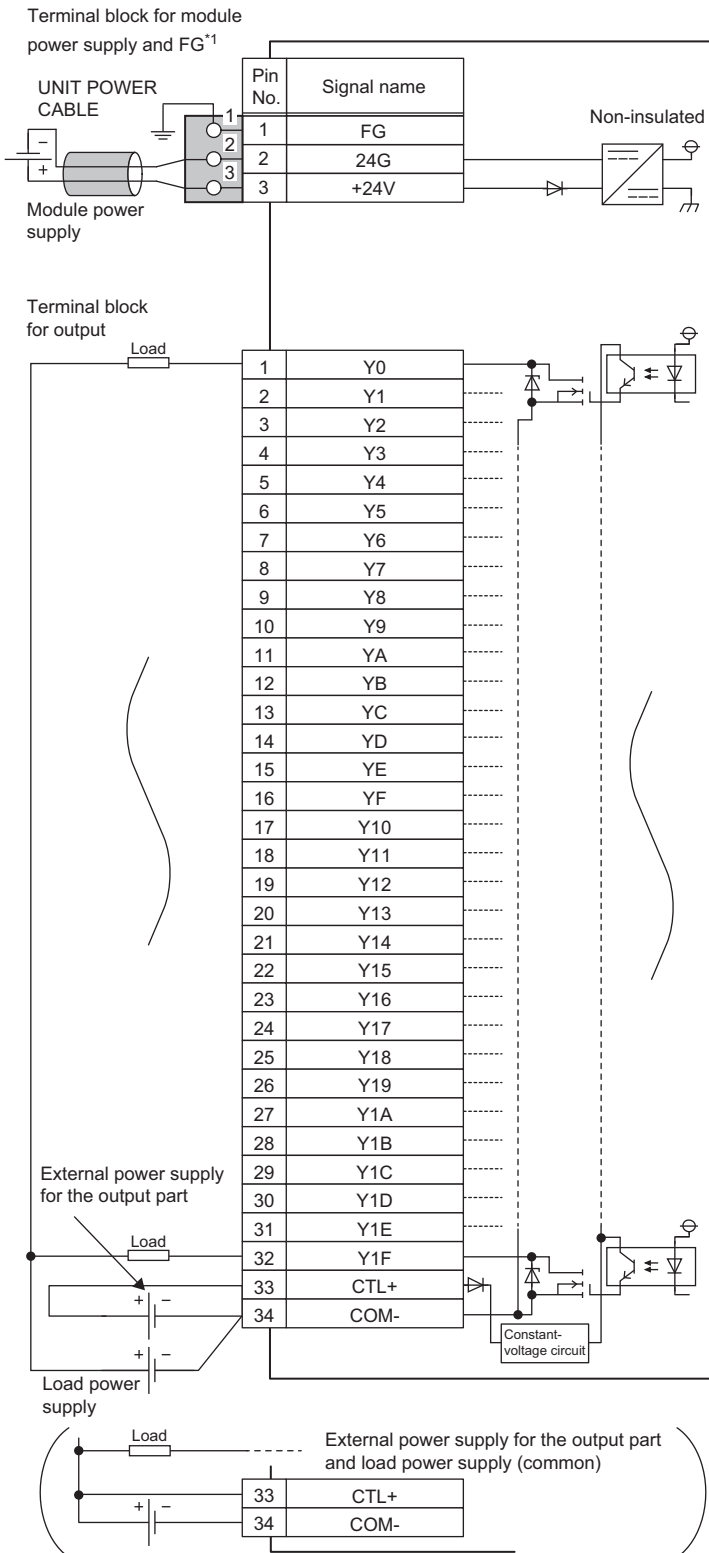 Terminal block for module
power supply and FG*1
UNIT POWER
CABLE
Pin
No.
Signal name
Non-insulated
1
2
3
1 FG
2 24G
3 +24V
−
+
Module power
supply
Terminal block
for output
Load
1 Y0
2 Y1
3 Y2
4 Y3
5 Y4
6 Y5
7 Y6
8 Y7
9 Y8
10 Y9
11 YA
12 YB
13 YC
14 YD
15 YE
16 YF
17 Y10
18 Y11
19 Y12
20 Y13
21 Y14
22 Y15
23 Y16
24 Y17
25 Y18
26 Y19
27 Y1A
28 Y1B
29 Y1C
30 Y1D
31 Y1E
32 Y1F
33 CTL+
34 COM-
External power supply
for the output part
Load
+ −
+ −
Load power
supply
Constant-
voltage circuit
Load
External power supply for the output part
and load power supply (common)
33 CTL+
34 COM-
+ −